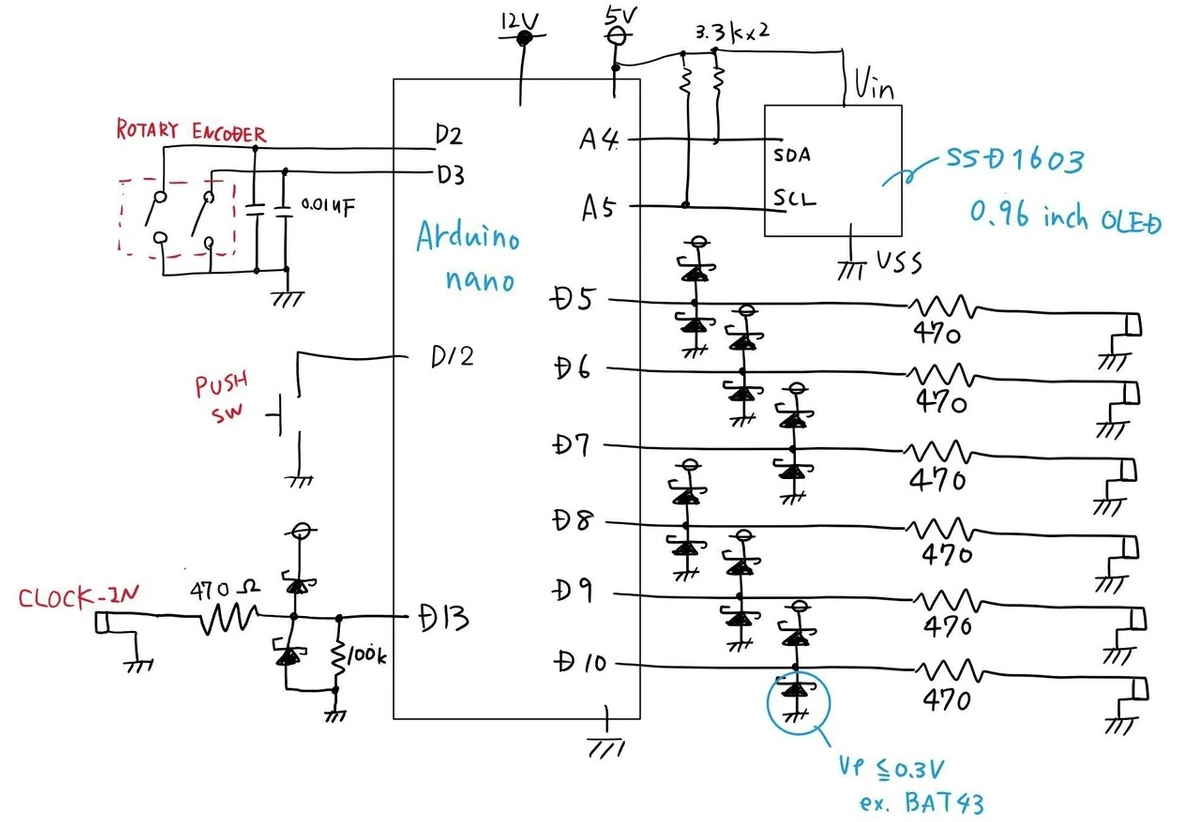 12V
5V
3.3k×2
Vin
ROTARY ENCODER
D2
D3
0.01uF
A4
SDA
SSD1603
A5
SCL
0.96 inch OLED
Arduino
nano
VSS
D5
470
D12
D6
470
PUSH
SW
D7
470
D8
470
CLOCK-IN
470Ω
D13
D9
470
100k
D10
470
VF ≦0.3V
ex. BAT43